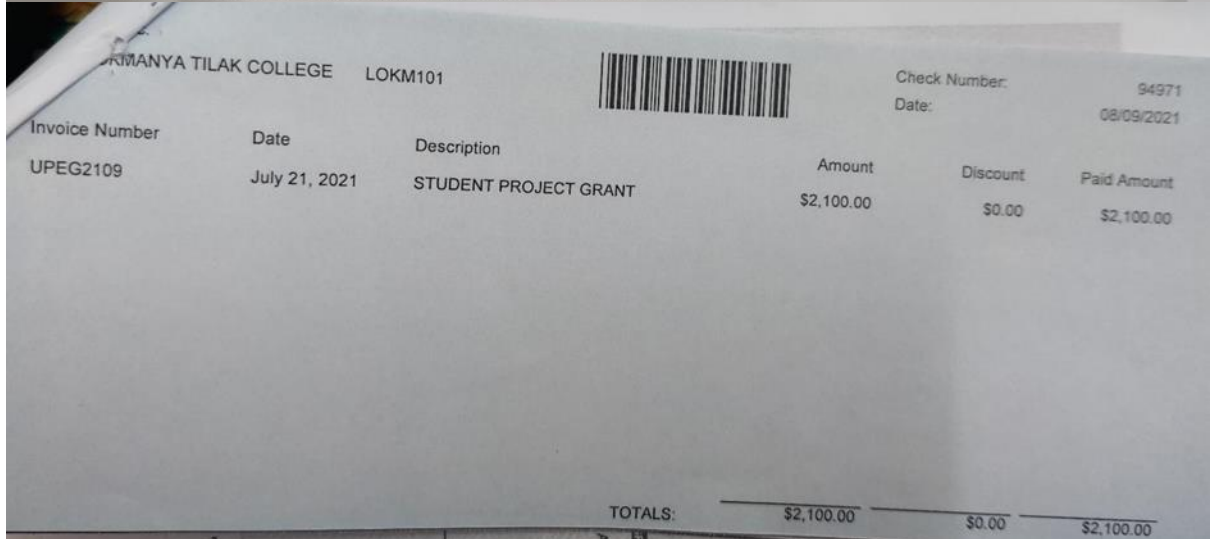 TILAK COLLEGE LOKM101
Check Number: 94971
Date: 08/09/2021
Invoice Number Date Description Amount Discount Paid Amount
UPEG2109 July 21, 2021 STUDENT PROJECT GRANT $2,100.00 $0.00 $2,100.00
TOTALS: $2,100.00 $0.00 $2,100.00